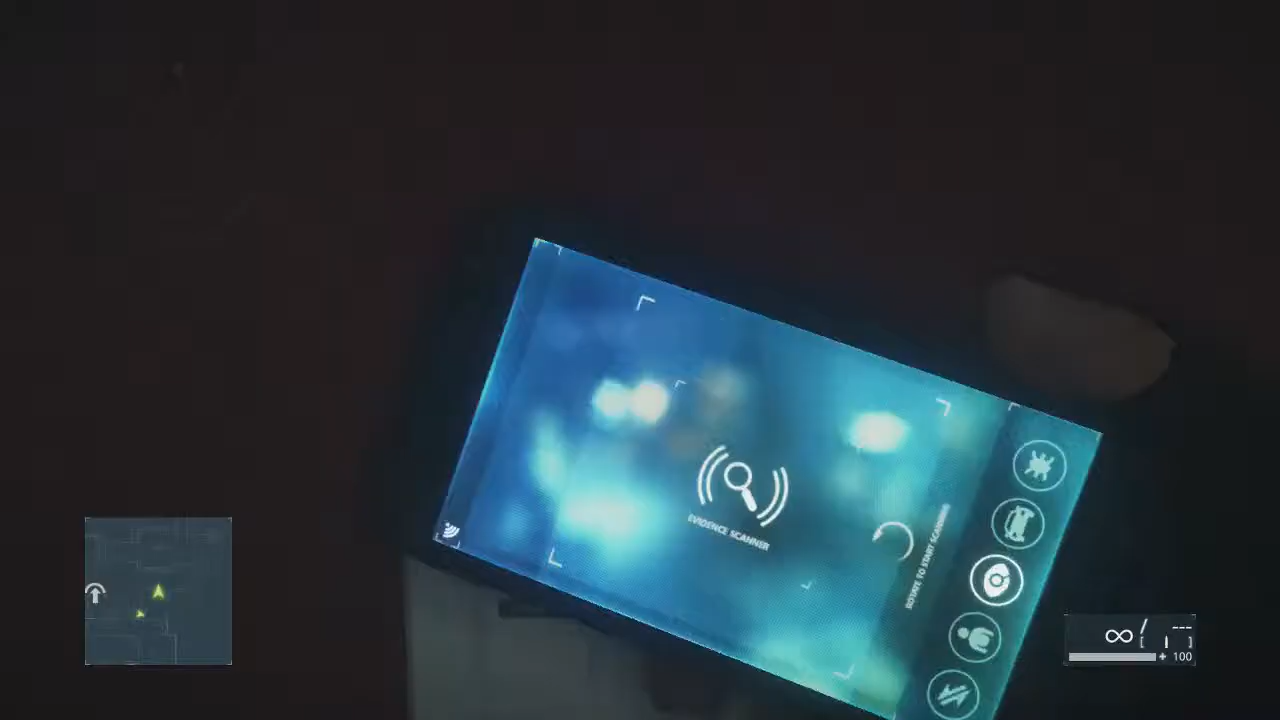 EVIDENCE SCANNER
ROTATE TO START SCANNING
∞/ ---
[ I ]
+ 100